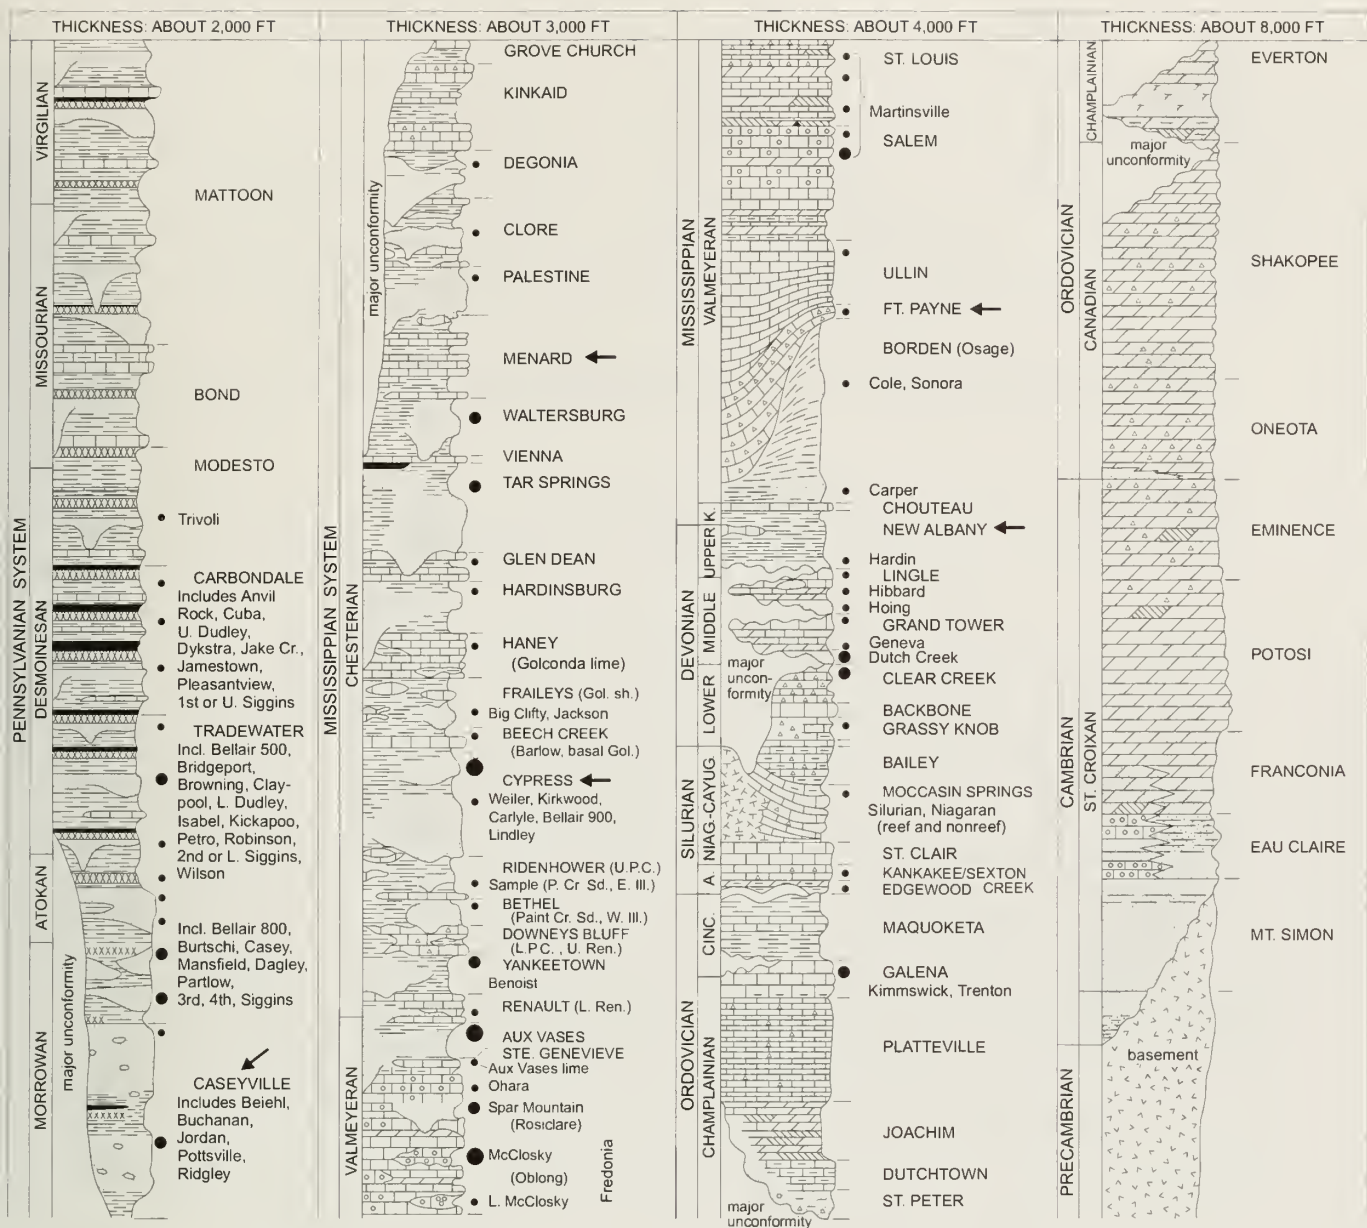 THICKNESS: ABOUT 2,000 FT
VIRGILIAN
MISSOURIAN
PENNSYLVANIAN SYSTEM
DESMOINESAN
ATOKAN
MORROWAN
major unconformity
MATTOON
BOND
MODESTO
Trivoli
CARBONDALE
Includes Anvil
Rock, Cuba,
U. Dudley,
Dykstra, Jake Cr.,
Jamestown,
Pleasantview,
1st or U. Siggins
TRADEWATER
Incl. Bellair 500,
Bridgeport,
Browning, Clay-
pool, L. Dudley,
Isabel, Kickapoo,
Petro, Robinson,
2nd or L. Siggins,
Wilson
Incl. Bellair 800,
Burtschi, Casey,
Mansfield, Dagley,
Partlow,
3rd, 4th, Siggins
CASEYVILLE
Includes Beiehl,
Buchanan,
Jordan,
Pottsville,
Ridgley
THICKNESS: ABOUT 3,000 FT
MISSISSIPPIAN SYSTEM
CHESTERIAN
VALMEYERAN
major unconformity
GROVE CHURCH
KINKAID
DEGONIA
CLORE
PALESTINE
MENARD
WALTERSBURG
VIENNA
TAR SPRINGS
GLEN DEAN
HARDINSBURG
HANEY
(Golconda lime)
FRAILEYS (Gol. sh.)
Big Clifty, Jackson
BEECH CREEK
(Barlow, basal Gol.)
CYPRESS
Weiler, Kirkwood,
Carlyle, Bellair 900,
Lindley
RIDENHOWER (U.P.C.)
Sample (P. Cr Sd., E. Ill.)
BETHEL
(Paint Cr. Sd., W. Ill.)
DOWNEYS BLUFF
(L.P.C., U. Ren.)
YANKEETOWN
Benoist
RENAULT (L. Ren.)
AUX VASES
STE. GENEVIEVE
Aux Vases lime
Ohara
Spar Mountain
(Rosiclare)
McClosky
(Oblong)
L. McClosky
Fredonia
THICKNESS: ABOUT 4,000 FT
MISSISSIPPIAN
VALMEYERAN
K.
UPPER
MIDDLE
LOWER
DEVONIAN
SILURIAN
NIAG.-CAYUG.
A.
CINC.
ORDOVICIAN
CHAMPLAINIAN
ST. LOUIS
Martinsville
SALEM
ULLIN
FT. PAYNE
BORDEN (Osage)
Cole, Sonora
Carper
CHOUTEAU
NEW ALBANY
Hardin
LINGLE
Hibbard
Hoing
GRAND TOWER
Geneva
Dutch Creek
CLEAR CREEK
major
uncon-
formity
BACKBONE
GRASSY KNOB
BAILEY
MOCCASIN SPRINGS
Silurian, Niagaran
(reef and nonreef)
ST. CLAIR
KANKAKEE/SEXTON
EDGEWOOD CREEK
MAQUOKETA
GALENA
Kimmswick, Trenton
PLATTEVILLE
JOACHIM
DUTCHTOWN
ST. PETER
major
unconformity
THICKNESS: ABOUT 8,000 FT
CHAMPLAINIAN
ORDOVICIAN
CANADIAN
CAMBRIAN
ST. CROIXAN
PRECAMBRIAN
EVERTON
major
unconformity
SHAKOPEE
ONEOTA
EMINENCE
POTOSI
FRANCONIA
EAU CLAIRE
MT. SIMON
basement